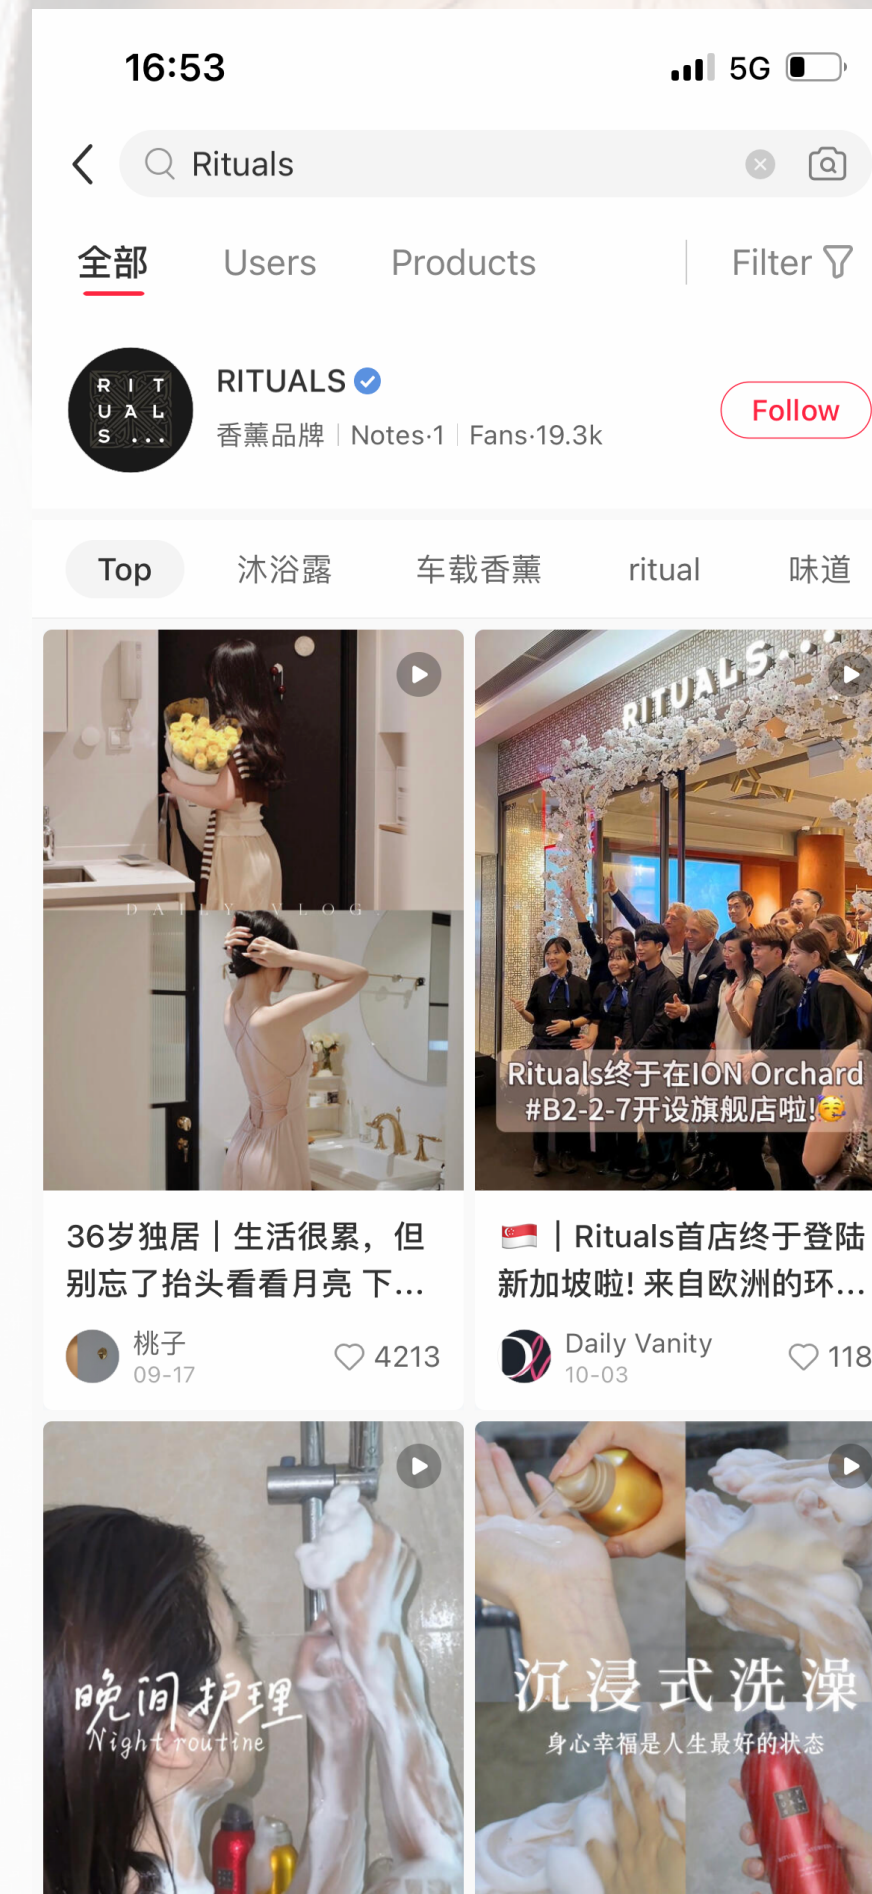 16:53
5G
Rituals
全部 Users Products Filter
RIT
UAL
S...
RITUALS
香薰品牌 Notes·1 Fans·19.3k
Follow
Top 沐浴露 车载香薰 ritual 味道
DAILY VLOG
RITUALS...
Rituals终于在ION Orchard
#B2-2-7开设旗舰店啦!🥳
36岁独居｜生活很累，但
别忘了抬头看看月亮 下...
桃子
09-17
4213
🇸🇬｜Rituals首店终于登陆
新加坡啦! 来自欧洲的环...
Daily Vanity
10-03
118
晚间护理
Night routine
沉浸式洗澡
身心幸福是人生最好的状态